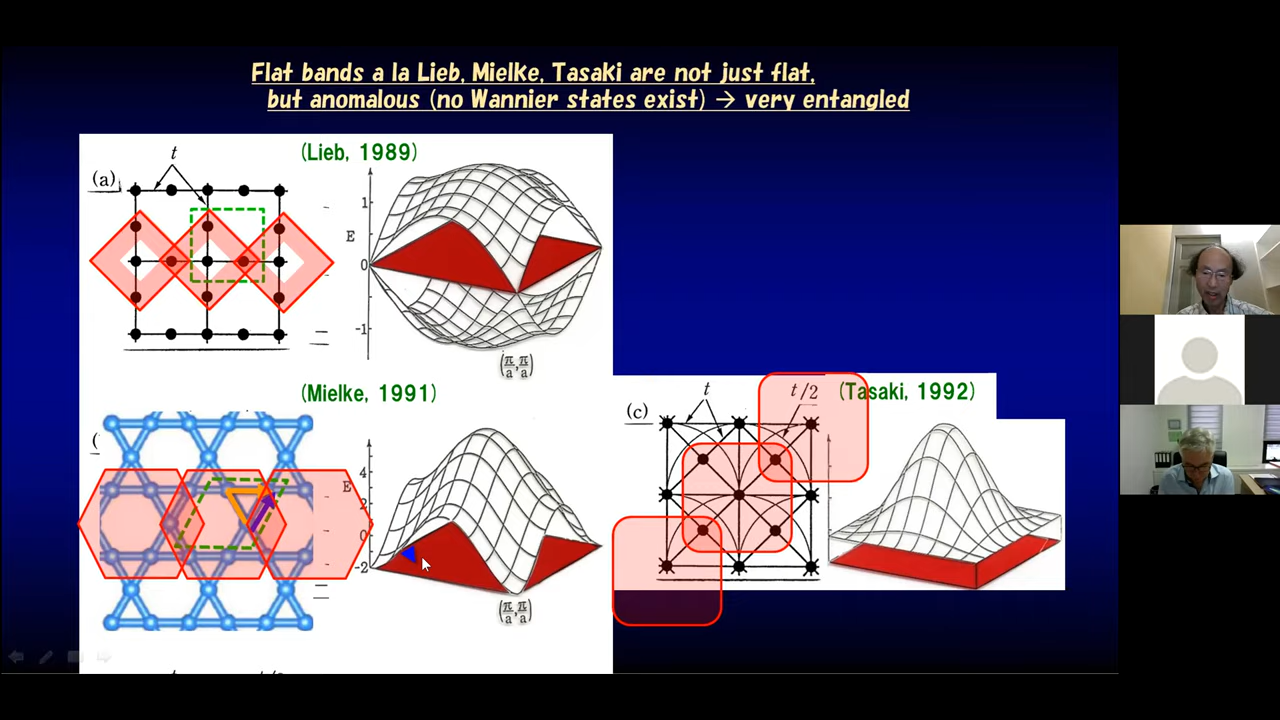 Flat bands a la Lieb, Mielke, Tasaki are not just flat,
but anomalous (no Wannier states exist) → very entangled
(Lieb, 1989)
(a)
t
1
E
0
-1
(π/a, π/a)
(Mielke, 1991)
(
4
E
2
0
-2
(π/a, π/a)
(c)
t
t/2
(Tasaki, 1992)